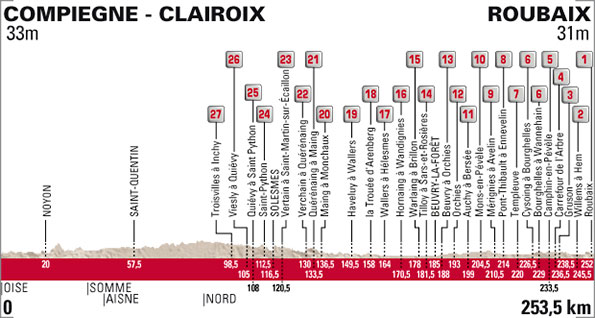 COMPIEGNE - CLAIROIX
ROUBAIX
33m
31m
26
23
21
15
13
10
8
6
5
1
4
25
22
18
16
14
12
9
7
6
3
27
24
20
19
17
11
2
NOYON
SAINT-QUENTIN
Troisvilles à Inchy
Viesly à Quiévy
Quiévy à Saint Python
Saint-Python
SOLESMES
Vertain à Saint-Martin-sur-Écaillon
Verchain à Quérénaing
Quérénaing à Maing
Maing à Monchaux
Haveluy à Wallers
la Trouée d'Arenberg
Wallers à Hélesmes
Hornaing à Wandignies
Warlaing à Brillon
Tilloy à Sars-et-Rosières
BEUVRY-LA-FORÊT
Beuvry à Orchies
Orchies
Auchy à Bersée
Mons-en-Pévèle
Mérignies à Avelin
Pont-Thibault à Ennevelin
Templeuve
Cysoing à Bourghelles
Bourghelles à Wannehain
Camphin-en-Pévèle
Carrefour de l'Arbre
Gruson
Willems à Hem
Roubaix
20
57,5
98,5
112,5
130
136,5
149,5
158
164
178
185
193
204,5
214
226,5
238,5
252
105
116,5
133,5
170,5
181,5
188
199
210,5
220
229
236,5
245,5
108
120,5
233,5
OISE
SOMME
AISNE
NORD
0
253,5 km